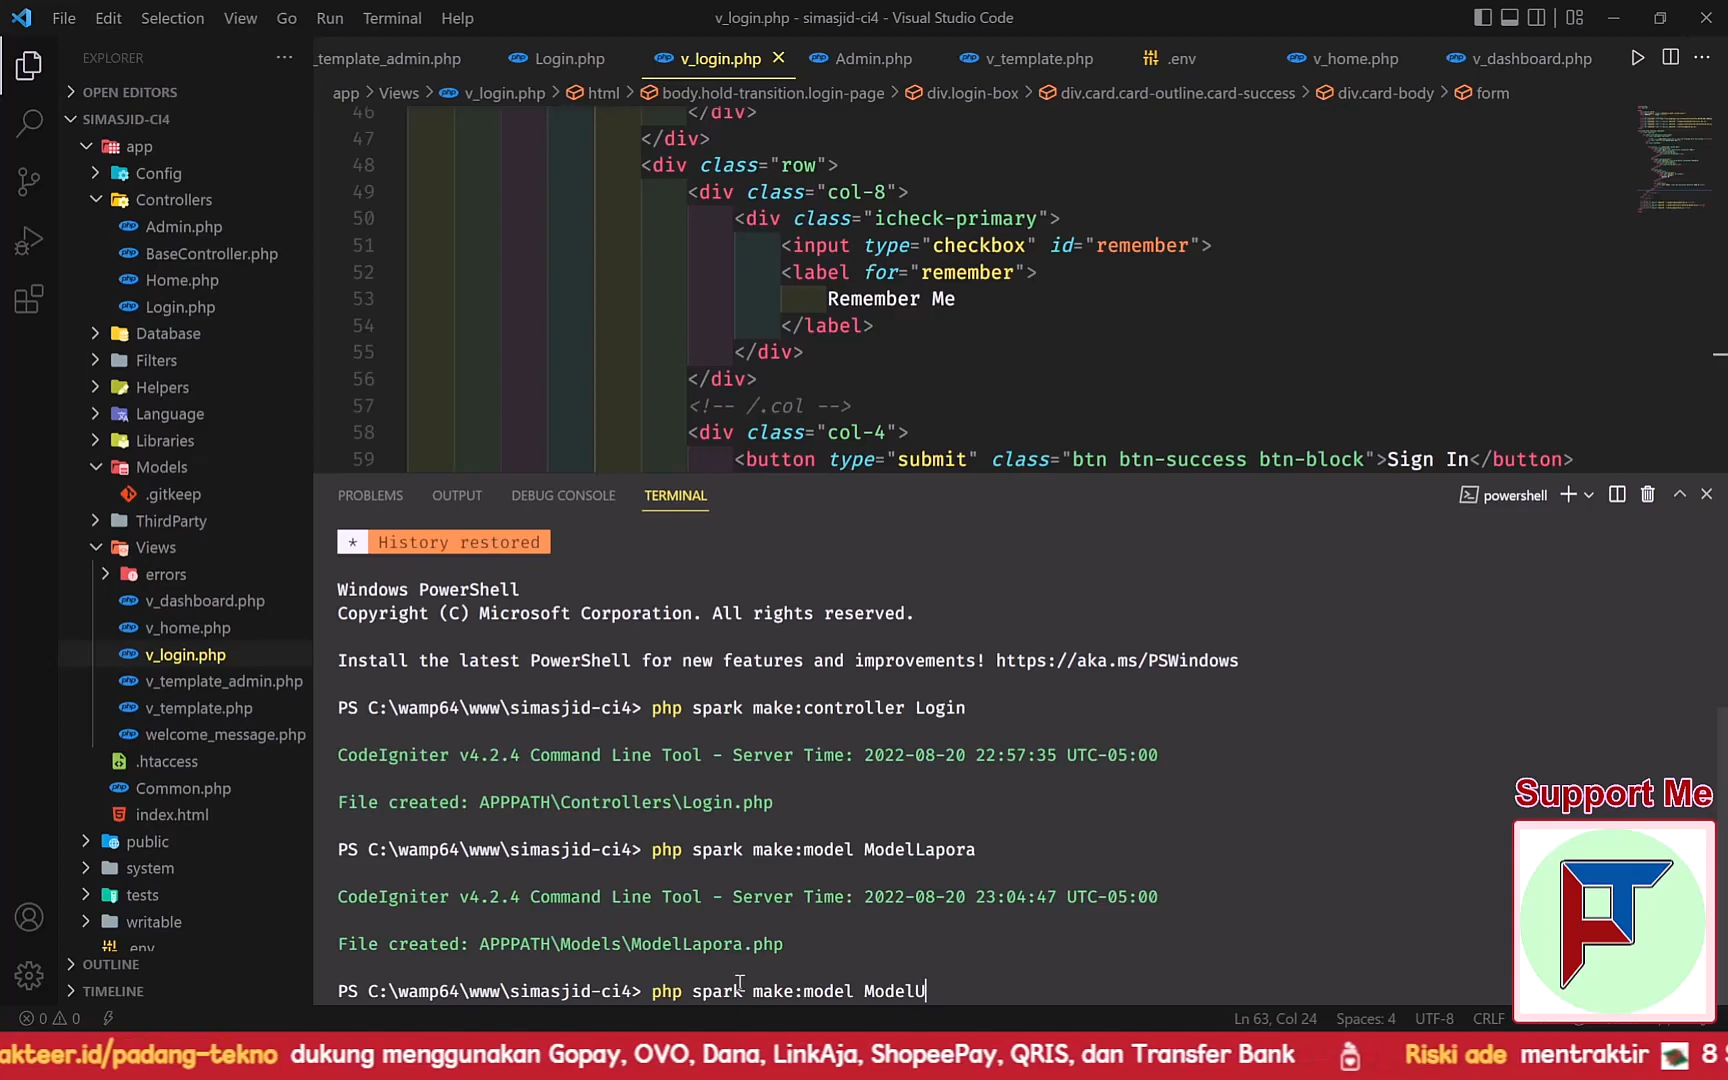 File Edit Selection View Go Run Terminal Help
v_login.php - simasjid-ci4 - Visual Studio Code
EXPLORER
_template_admin.php Login.php v_login.php Admin.php v_template.php .env v_home.php v_dashboard.php
app > Views > v_login.php > html > body.hold-transition.login-page > div.login-box > div.card.card-outline.card-success > div.card-body > form
OPEN EDITORS
SIMASJID-CI4
app
Config
Controllers
Admin.php
BaseController.php
Home.php
Login.php
Database
Filters
Helpers
Language
Libraries
Models
.gitkeep
ThirdParty
Views
errors
v_dashboard.php
v_home.php
v_login.php
v_template_admin.php
v_template.php
welcome_message.php
.htaccess
Common.php
index.html
public
system
tests
writable
.env
OUTLINE
TIMELINE
46 </div>
47 </div>
48 <div class="row">
49 <div class="col-8">
50 <div class="icheck-primary">
51 <input type="checkbox" id="remember">
52 <label for="remember">
53 Remember Me
54 </label>
55 </div>
56 </div>
57 <!-- /.col -->
58 <div class="col-4">
59 <button type="submit" class="btn btn-success btn-block">Sign In</button>
PROBLEMS OUTPUT DEBUG CONSOLE TERMINAL
powershell
* History restored
Windows PowerShell
Copyright (C) Microsoft Corporation. All rights reserved.
Install the latest PowerShell for new features and improvements! https://aka.ms/PSWindows
PS C:\wamp64\www\simasjid-ci4> php spark make:controller Login
CodeIgniter v4.2.4 Command Line Tool - Server Time: 2022-08-20 22:57:35 UTC-05:00
File created: APPPATH\Controllers\Login.php
PS C:\wamp64\www\simasjid-ci4> php spark make:model ModelLapora
CodeIgniter v4.2.4 Command Line Tool - Server Time: 2022-08-20 23:04:47 UTC-05:00
File created: APPPATH\Models\ModelLapora.php
PS C:\wamp64\www\simasjid-ci4> php spark make:model ModelU
Support Me
0 0 Ln 63, Col 24 Spaces: 4 UTF-8 CRLF
akteer.id/padang-tekno dukung menggunakan Gopay, OVO, Dana, LinkAja, ShopeePay, QRIS, dan Transfer Bank Riski ade mentraktir 8